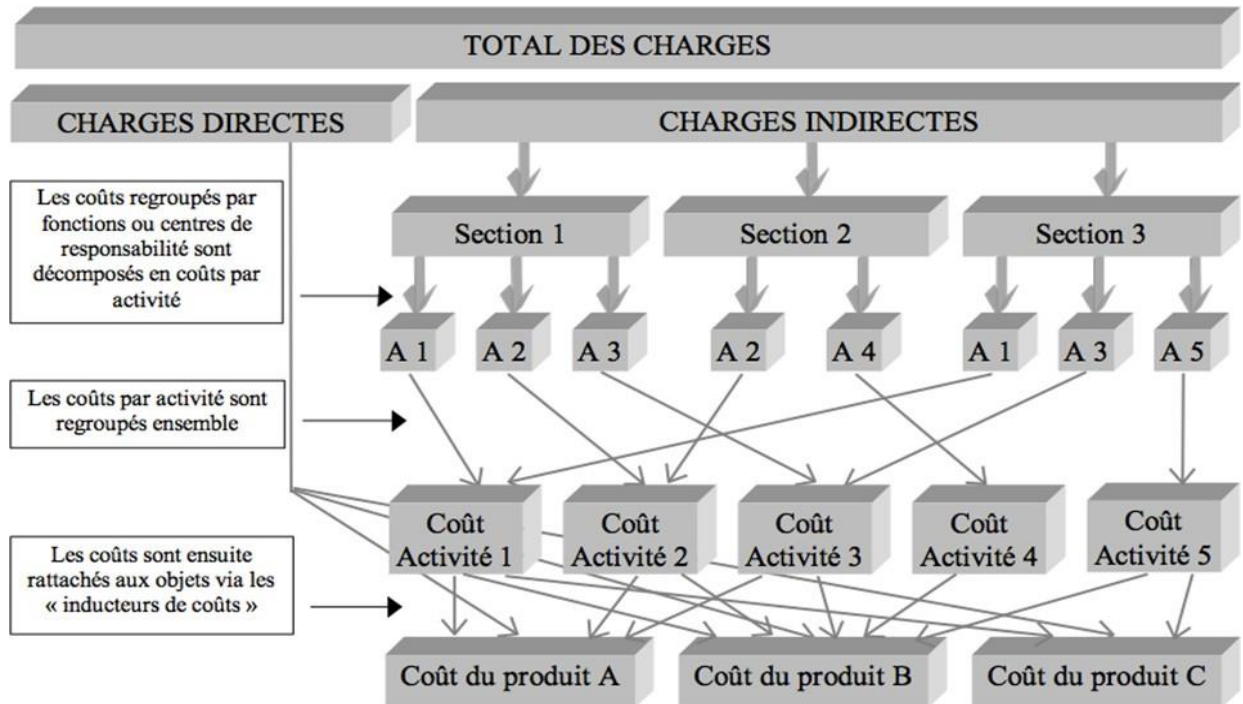 TOTAL DES CHARGES
CHARGES DIRECTES
CHARGES INDIRECTES
Les coûts regroupés par
fonctions ou centres de
responsabilité sont
décomposés en coûts par
activité
Section 1
Section 2
Section 3
A 1
A 2
A 3
A 2
A 4
A 1
A 3
A 5
Les coûts par activité sont
regroupés ensemble
Coût
Activité 1
Coût
Activité 2
Coût
Activité 3
Coût
Activité 4
Coût
Activité 5
Les coûts sont ensuite
rattachés aux objets via les
« inducteurs de coûts »
Coût du produit A
Coût du produit B
Coût du produit C